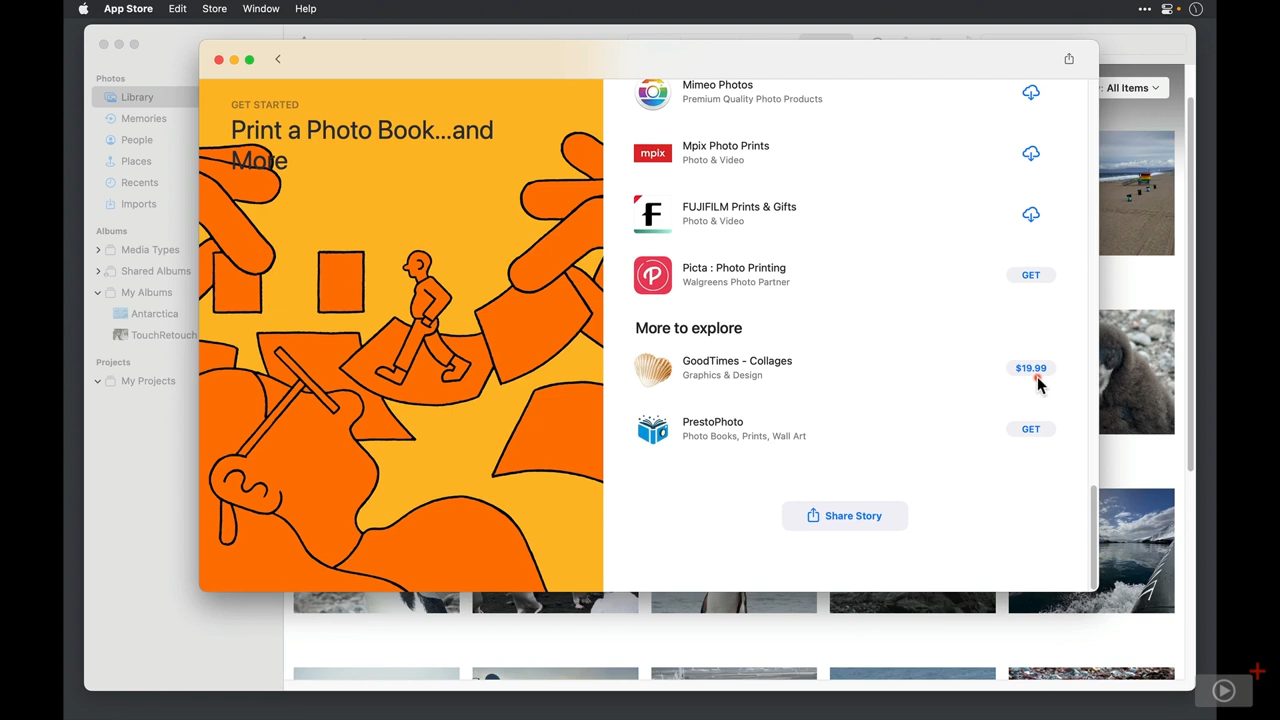 App Store Edit Store Window Help
Photos
Library
Memories
People
Places
Recents
Imports
Albums
Media Types
Shared Albums
My Albums
Antarctica
TouchRetouch
Projects
My Projects
GET STARTED
Print a Photo Book...and
More
Mimeo Photos
Premium Quality Photo Products
mpix
Mpix Photo Prints
Photo & Video
F
FUJIFILM Prints & Gifts
Photo & Video
P
Picta : Photo Printing
Walgreens Photo Partner
GET
More to explore
GoodTimes - Collages
Graphics & Design
$19.99
PrestoPhoto
Photo Books, Prints, Wall Art
GET
Share Story
: All Items